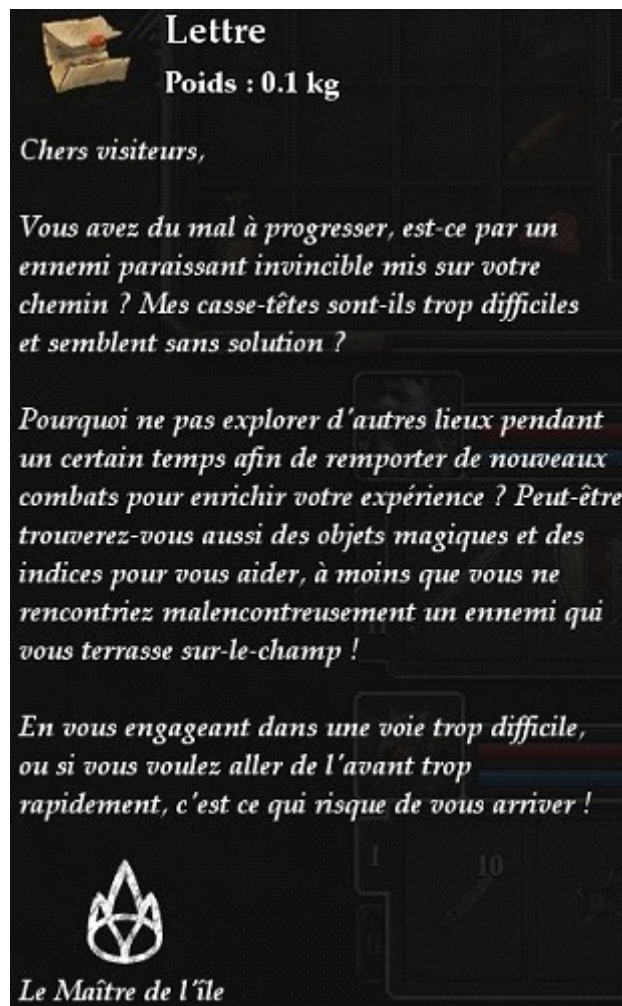 Lettre
Poids : 0.1 kg
Chers visiteurs,
Vous avez du mal à progresser, est-ce par un
ennemi paraissant invincible mis sur votre
chemin ? Mes casse-têtes sont-ils trop difficiles
et semblent sans solution ?
Pourquoi ne pas explorer d'autres lieux pendant
un certain temps afin de remporter de nouveaux
combats pour enrichir votre expérience ? Peut-être
trouverez-vous aussi des objets magiques et des
indices pour vous aider, à moins que vous ne
rencontriez malencontreusement un ennemi qui
vous terrasse sur-le-champ !
En vous engageant dans une voie trop difficile,
ou si vous voulez aller de l'avant trop
rapidement, c'est ce qui risque de vous arriver !
I
10
II
Le Maître de l'île